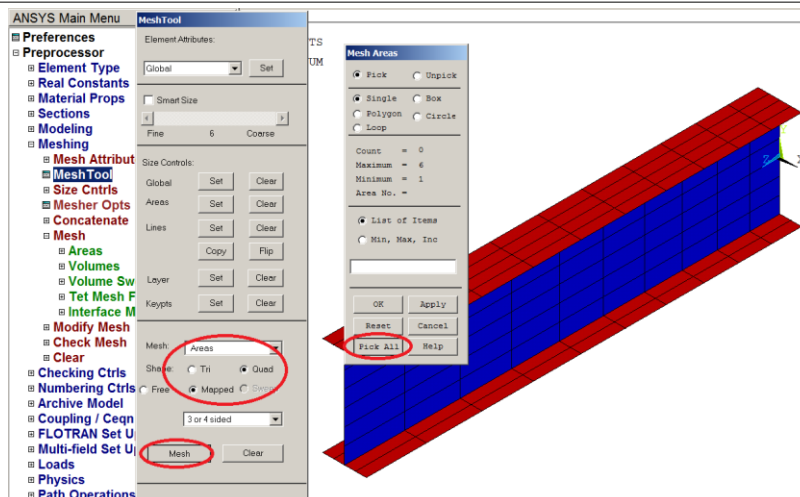 ANSYS Main Menu
Preferences
Preprocessor
Element Type
Real Constants
Material Props
Sections
Modeling
Meshing
Mesh Attribut
MeshTool
Size Cntrls
Mesher Opts
Concatenate
Mesh
Areas
Volumes
Volume Sw
Tet Mesh F
Interface M
Modify Mesh
Check Mesh
Clear
Checking Ctrls
Numbering Ctrls
Archive Model
Coupling / Ceqn
FLOTRAN Set U
Multi-field Set U
Loads
Physics
Path Operations
MeshTool
Element Attributes:
Global Set
Smart Size
Fine 6 Coarse
Size Controls:
Global Set Clear
Areas Set Clear
Lines Set Clear
Copy Flip
Layer Set Clear
Keypts Set Clear
Mesh: Areas
Shape: Tri Quad
Free Mapped Sweep
3 or 4 sided
Mesh Clear
TS
UM
Mesh Areas
Pick Unpick
Single Box
Polygon Circle
Loop
Count = 0
Maximum = 6
Minimum = 1
Area No. =
List of Items
Min, Max, Inc
OK Apply
Reset Cancel
Pick All Help
Y
Z X